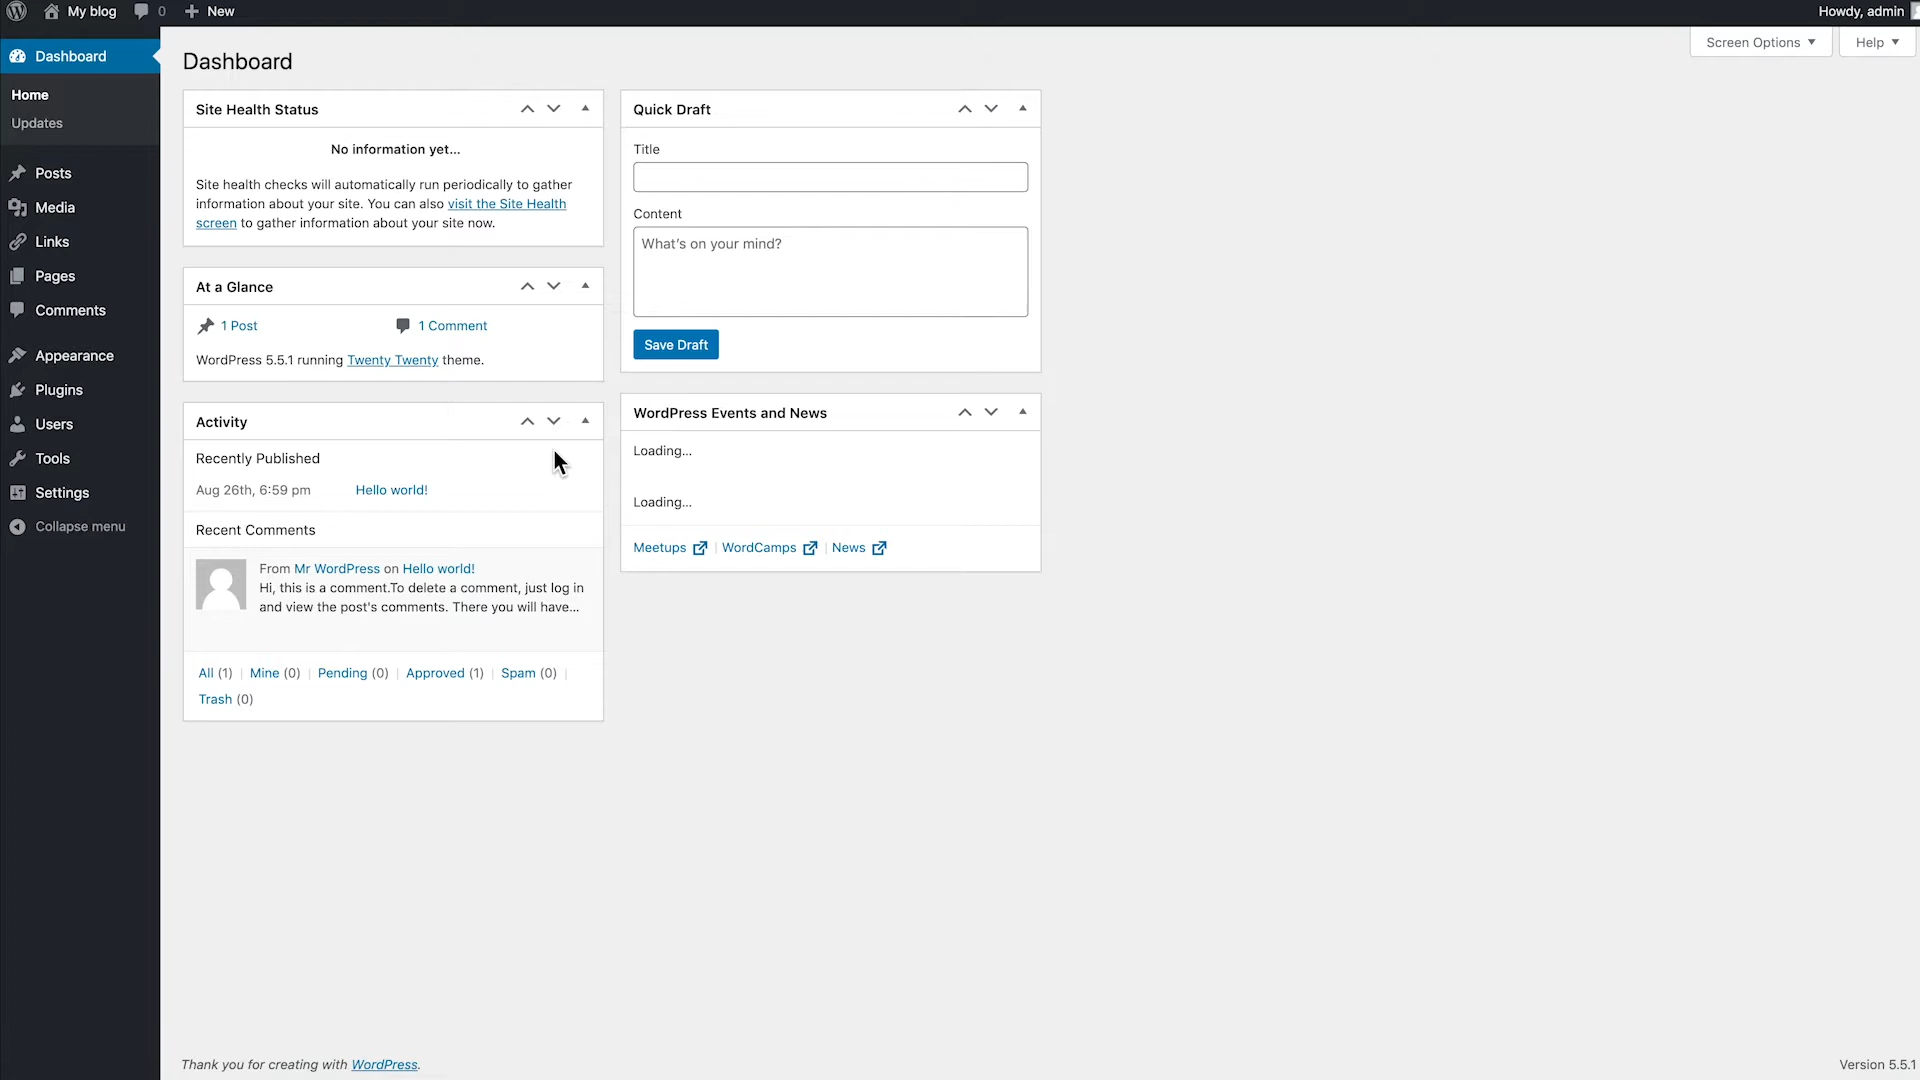 My blog 0 New Howdy, admin
Dashboard
Home
Updates
Posts
Media
Links
Pages
Comments
Appearance
Plugins
Users
Tools
Settings
Collapse menu
Screen Options Help
Dashboard
Site Health Status
No information yet...
Site health checks will automatically run periodically to gather
information about your site. You can also visit the Site Health
screen to gather information about your site now.
At a Glance
1 Post 1 Comment
WordPress 5.5.1 running Twenty Twenty theme.
Activity
Recently Published
Aug 26th, 6:59 pm Hello world!
Recent Comments
From Mr WordPress on Hello world!
Hi, this is a comment.To delete a comment, just log in
and view the post's comments. There you will have...
All (1) | Mine (0) | Pending (0) | Approved (1) | Spam (0) |
Trash (0)
Quick Draft
Title
Content
What's on your mind?
Save Draft
WordPress Events and News
Loading...
Loading...
Meetups | WordCamps | News
Thank you for creating with WordPress.
Version 5.5.1